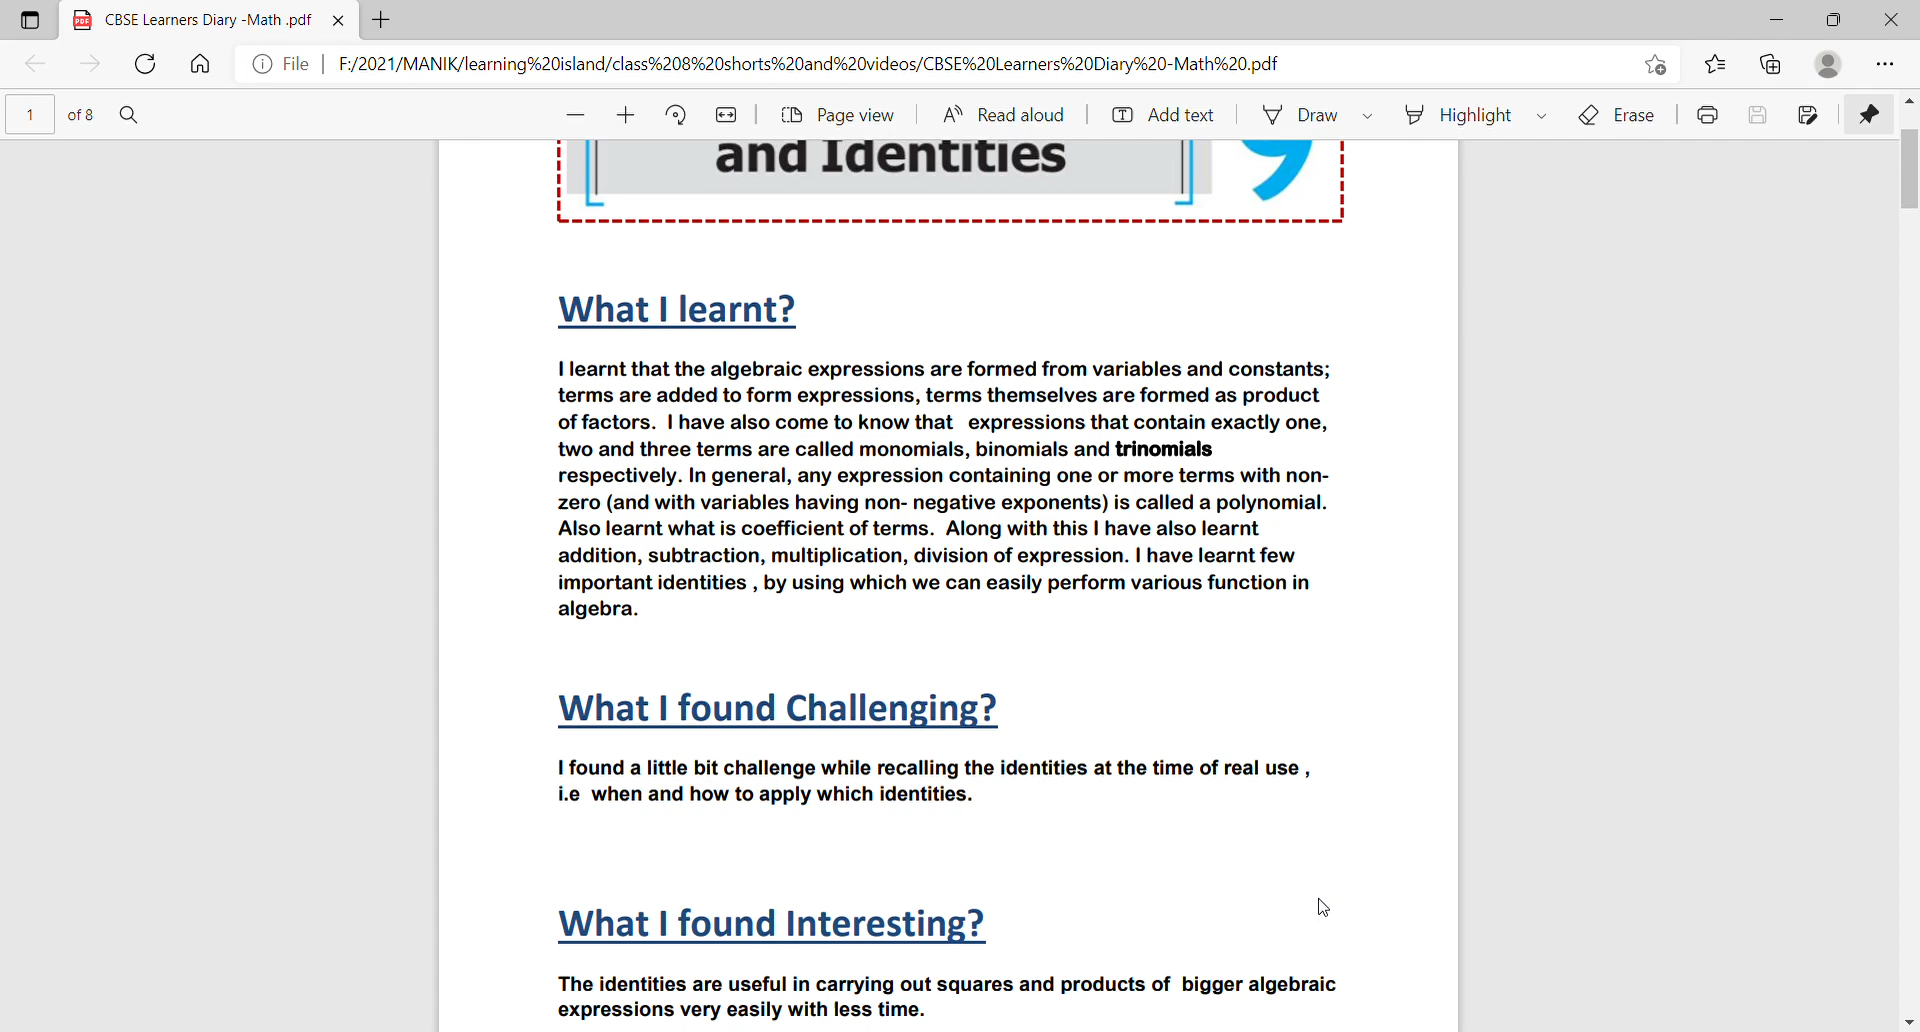 CBSE Learners Diary -Math .pdf
File
F:/2021/MANIK/learning%20island/class%208%20shorts%20and%20videos/CBSE%20Learners%20Diary%20-Math%20.pdf
1 of 8 Page view Read aloud Add text Draw Highlight Erase
and Identities
9
What I learnt?
I learnt that the algebraic expressions are formed from variables and constants;
terms are added to form expressions, terms themselves are formed as product
of factors. I have also come to know that expressions that contain exactly one,
two and three terms are called monomials, binomials and trinomials
respectively. In general, any expression containing one or more terms with non-
zero (and with variables having non- negative exponents) is called a polynomial.
Also learnt what is coefficient of terms. Along with this I have also learnt
addition, subtraction, multiplication, division of expression. I have learnt few
important identities , by using which we can easily perform various function in
algebra.
What I found Challenging?
I found a little bit challenge while recalling the identities at the time of real use ,
i.e when and how to apply which identities.
What I found Interesting?
The identities are useful in carrying out squares and products of bigger algebraic
expressions very easily with less time.